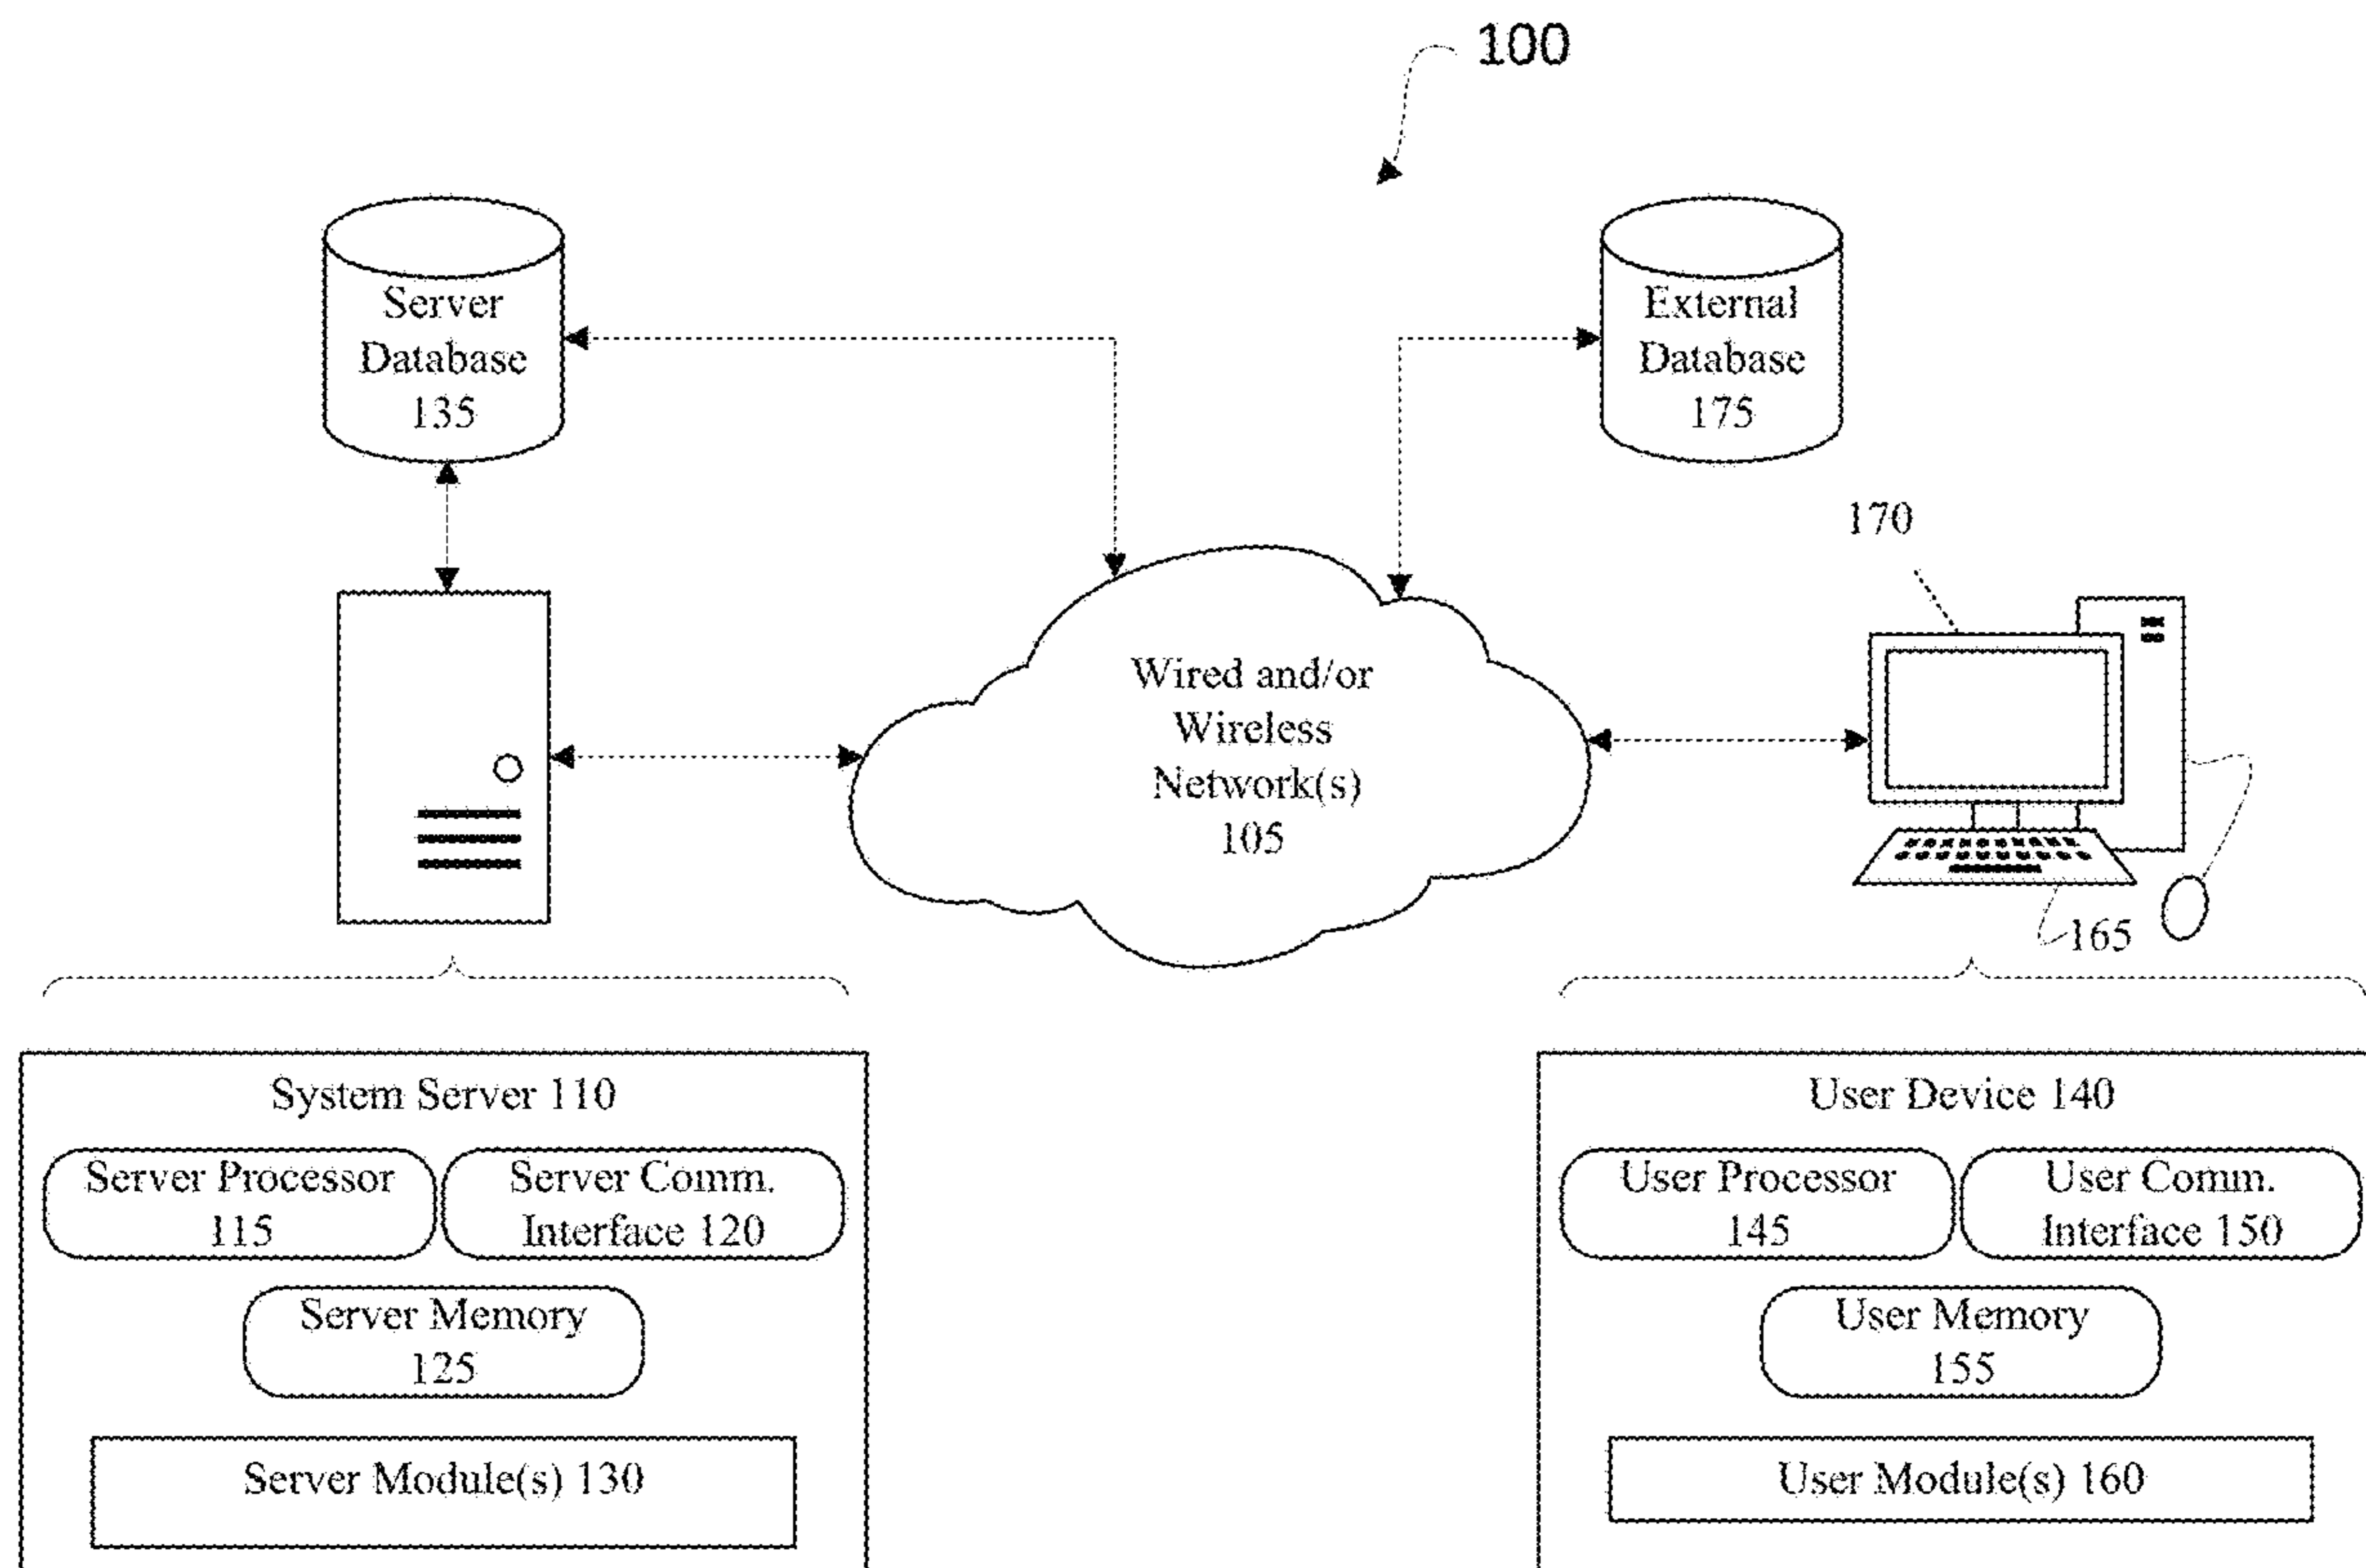 100
Server
Database
135
External
Database
175
170
Wired and/or
Wireless
Network(s)
105
165
System Server 110
Server Processor
115
Server Comm.
Interface 120
Server Memory
125
Server Module(s) 130
User Device 140
User Processor
145
User Comm.
Interface 150
User Memory
155
User Module(s) 160